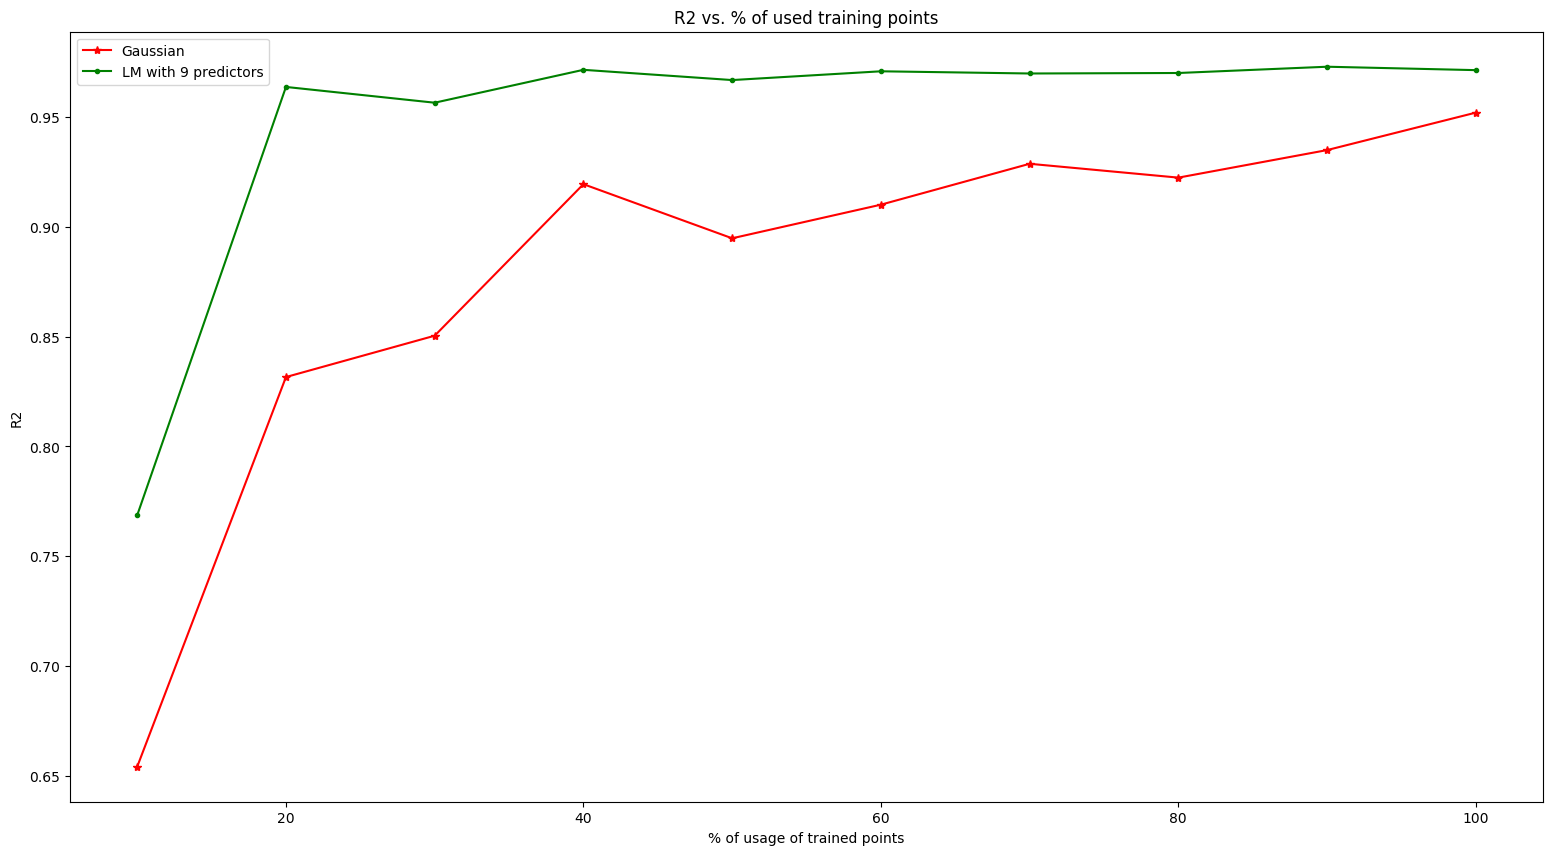 R2 vs. % of used training points
Gaussian
LM with 9 predictors
0.95
0.90
0.85
0.80
0.75
0.70
0.65
R2
20
40
60
80
100
% of usage of trained points